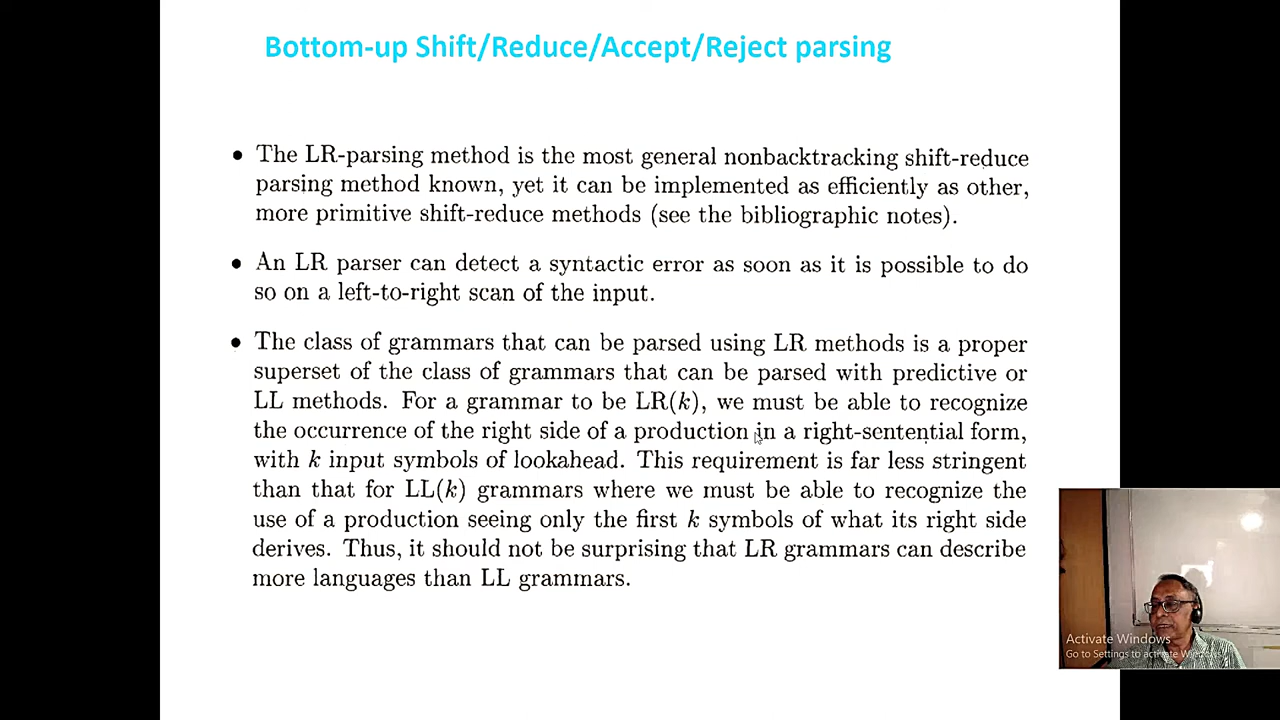 Bottom-up Shift/Reduce/Accept/Reject parsing
• The LR-parsing method is the most general nonbacktracking shift-reduce
parsing method known, yet it can be implemented as efficiently as other,
more primitive shift-reduce methods (see the bibliographic notes).
• An LR parser can detect a syntactic error as soon as it is possible to do
so on a left-to-right scan of the input.
• The class of grammars that can be parsed using LR methods is a proper
superset of the class of grammars that can be parsed with predictive or
LL methods. For a grammar to be LR(k), we must be able to recognize
the occurrence of the right side of a production in a right-sentential form,
with k input symbols of lookahead. This requirement is far less stringent
than that for LL(k) grammars where we must be able to recognize the
use of a production seeing only the first k symbols of what its right side
derives. Thus, it should not be surprising that LR grammars can describe
more languages than LL grammars.
Activate Windows
Go to Settings to activate Windows.